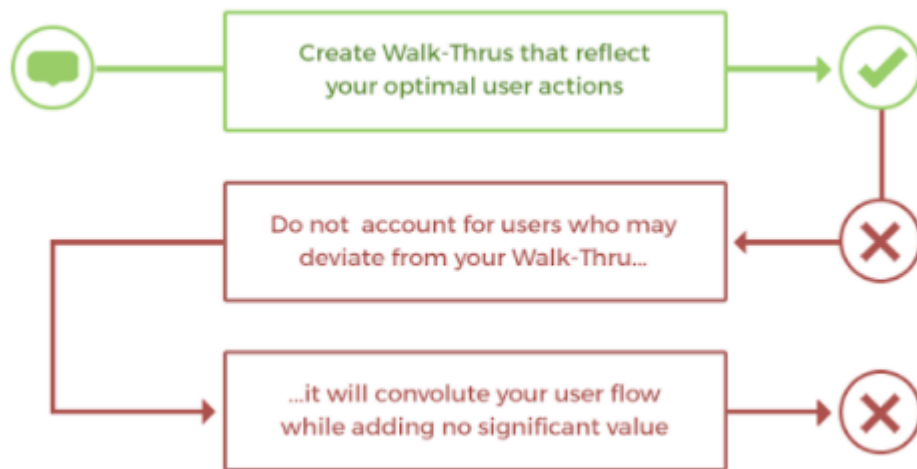 Create Walk-Thrus that reflect
your optimal user actions
Do not account for users who may
deviate from your Walk-Thru...
...it will convolute your user flow
while adding no significant value